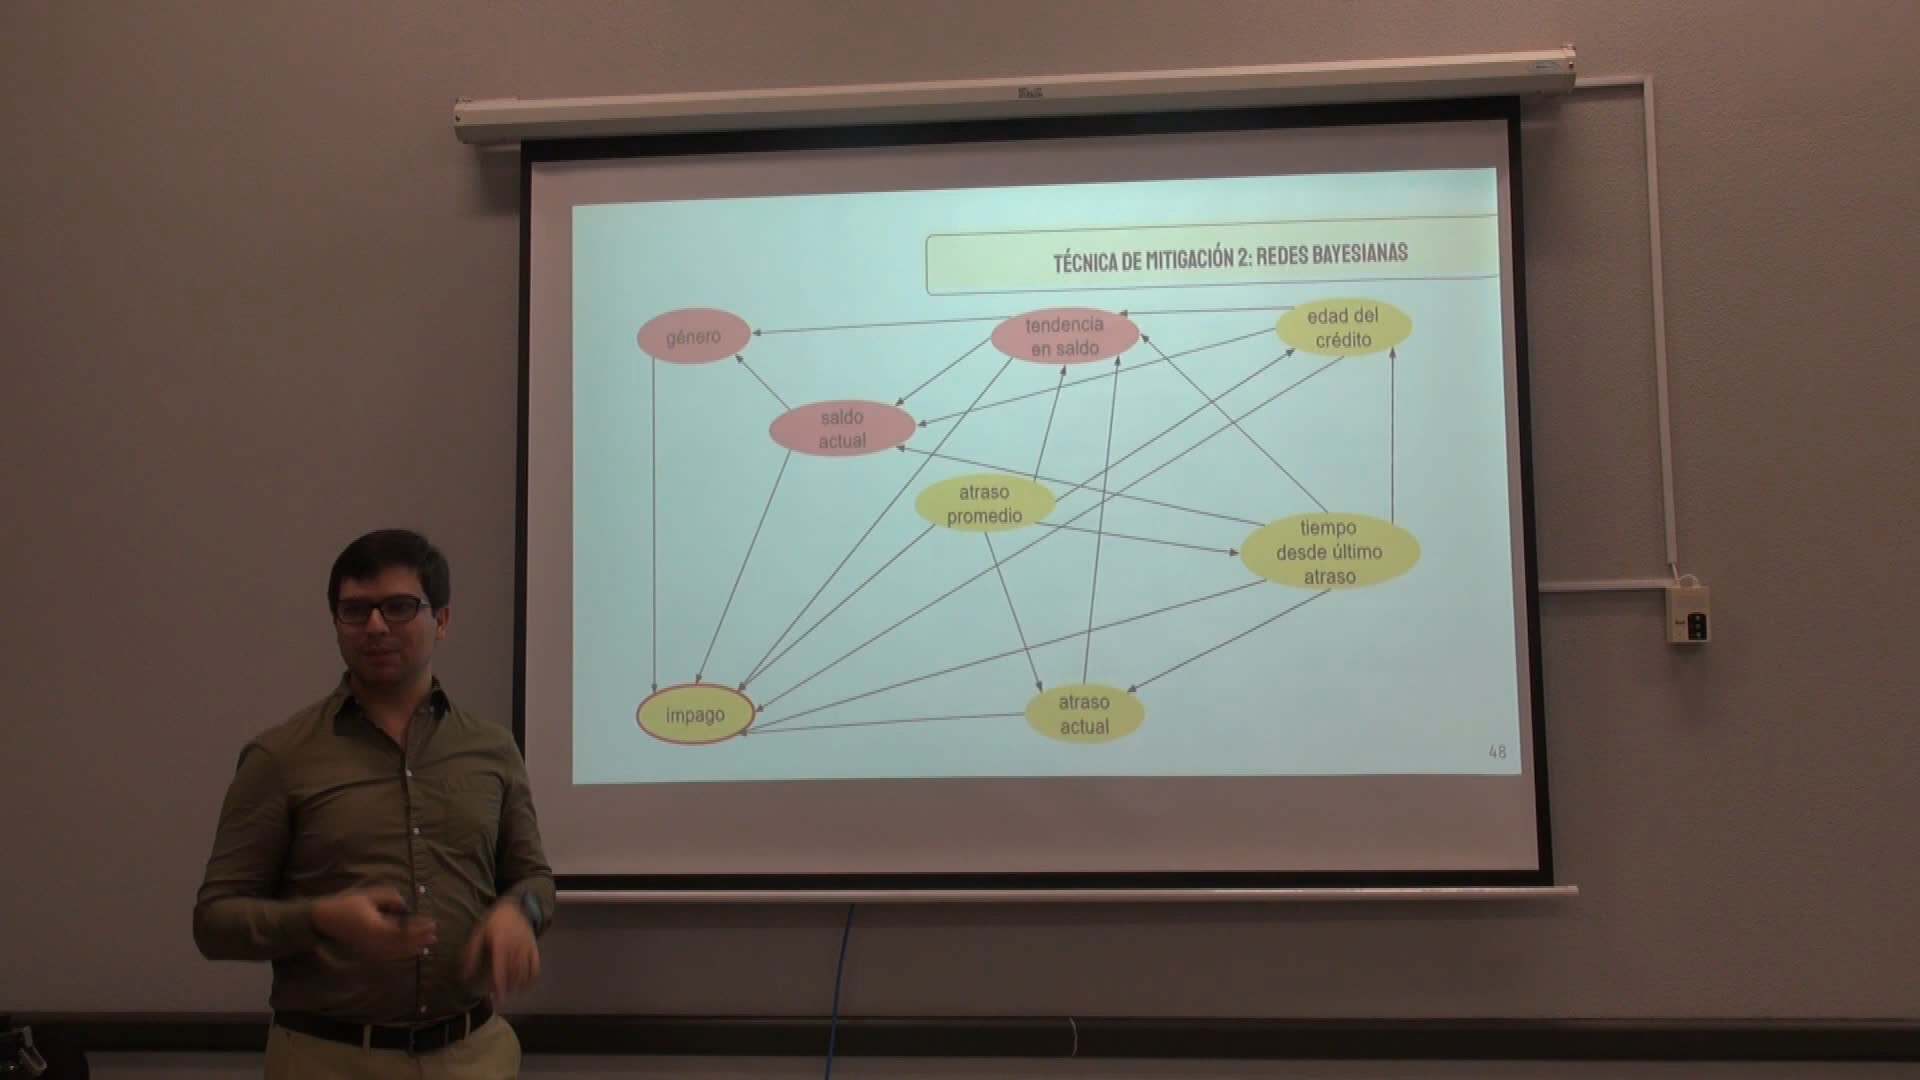 TÉCNICA DE MITIGACIÓN 2: REDES BAYESIANAS
género
tendencia
en saldo
edad del
crédito
saldo
actual
atraso
promedio
tiempo
desde último
atraso
impago
atraso
actual
48